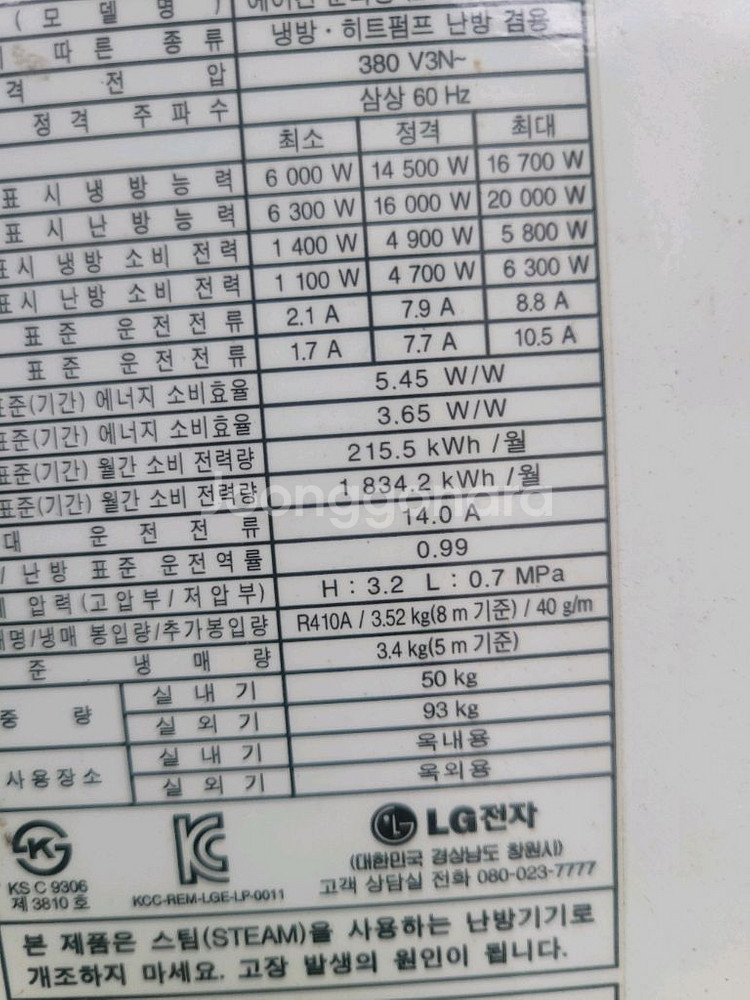 ( 모 델 명 )
따 른 종 류 냉방 · 히트펌프 난방 겸용
격 전 압 380 V3N~
정 격 주 파 수 삼상 60 Hz
최소 정격 최대
표 시 냉 방 능 력 6 000 W 14 500 W 16 700 W
표 시 난 방 능 력 6 300 W 16 000 W 20 000 W
표시 냉방 소비 전력 1 400 W 4 900 W 5 800 W
표시 난방 소비 전력 1 100 W 4 700 W 6 300 W
표 준 운 전 전 류 2.1 A 7.9 A 8.8 A
표 준 운 전 전 류 1.7 A 7.7 A 10.5 A
표준(기간) 에너지 소비효율 5.45 W/W
표준(기간) 에너지 소비효율 3.65 W/W
표준(기간) 월간 소비 전력량 215.5 kWh /월
표준(기간) 월간 소비 전력량 1 834.2 kWh /월
Joonggonara
대 운 전 전 류 14.0 A
/ 난 방 표 준 운 전 역 률 0.99
압 력 (고 압 부 / 저 압 부) H : 3.2 L : 0.7 MPa
매명/냉매 봉입량/추가봉입량 R410A / 3.52 kg(8 m 기준) / 40 g/m
준 냉 매 량 3.4 kg(5 m 기준)
중 량 실 내 기 50 kg
실 외 기 93 kg
사용장소 실 내 기 옥내용
실 외 기 옥외용
KS C 9306
제 3810 호
KCC-REM-LGE-LP-0011
LG전자
(대한민국 경상남도 창원시)
고객 상담실 전화 080-023-7777
본 제품은 스팀(STEAM)을 사용하는 난방기기로
개조하지 마세요. 고장 발생의 원인이 됩니다.